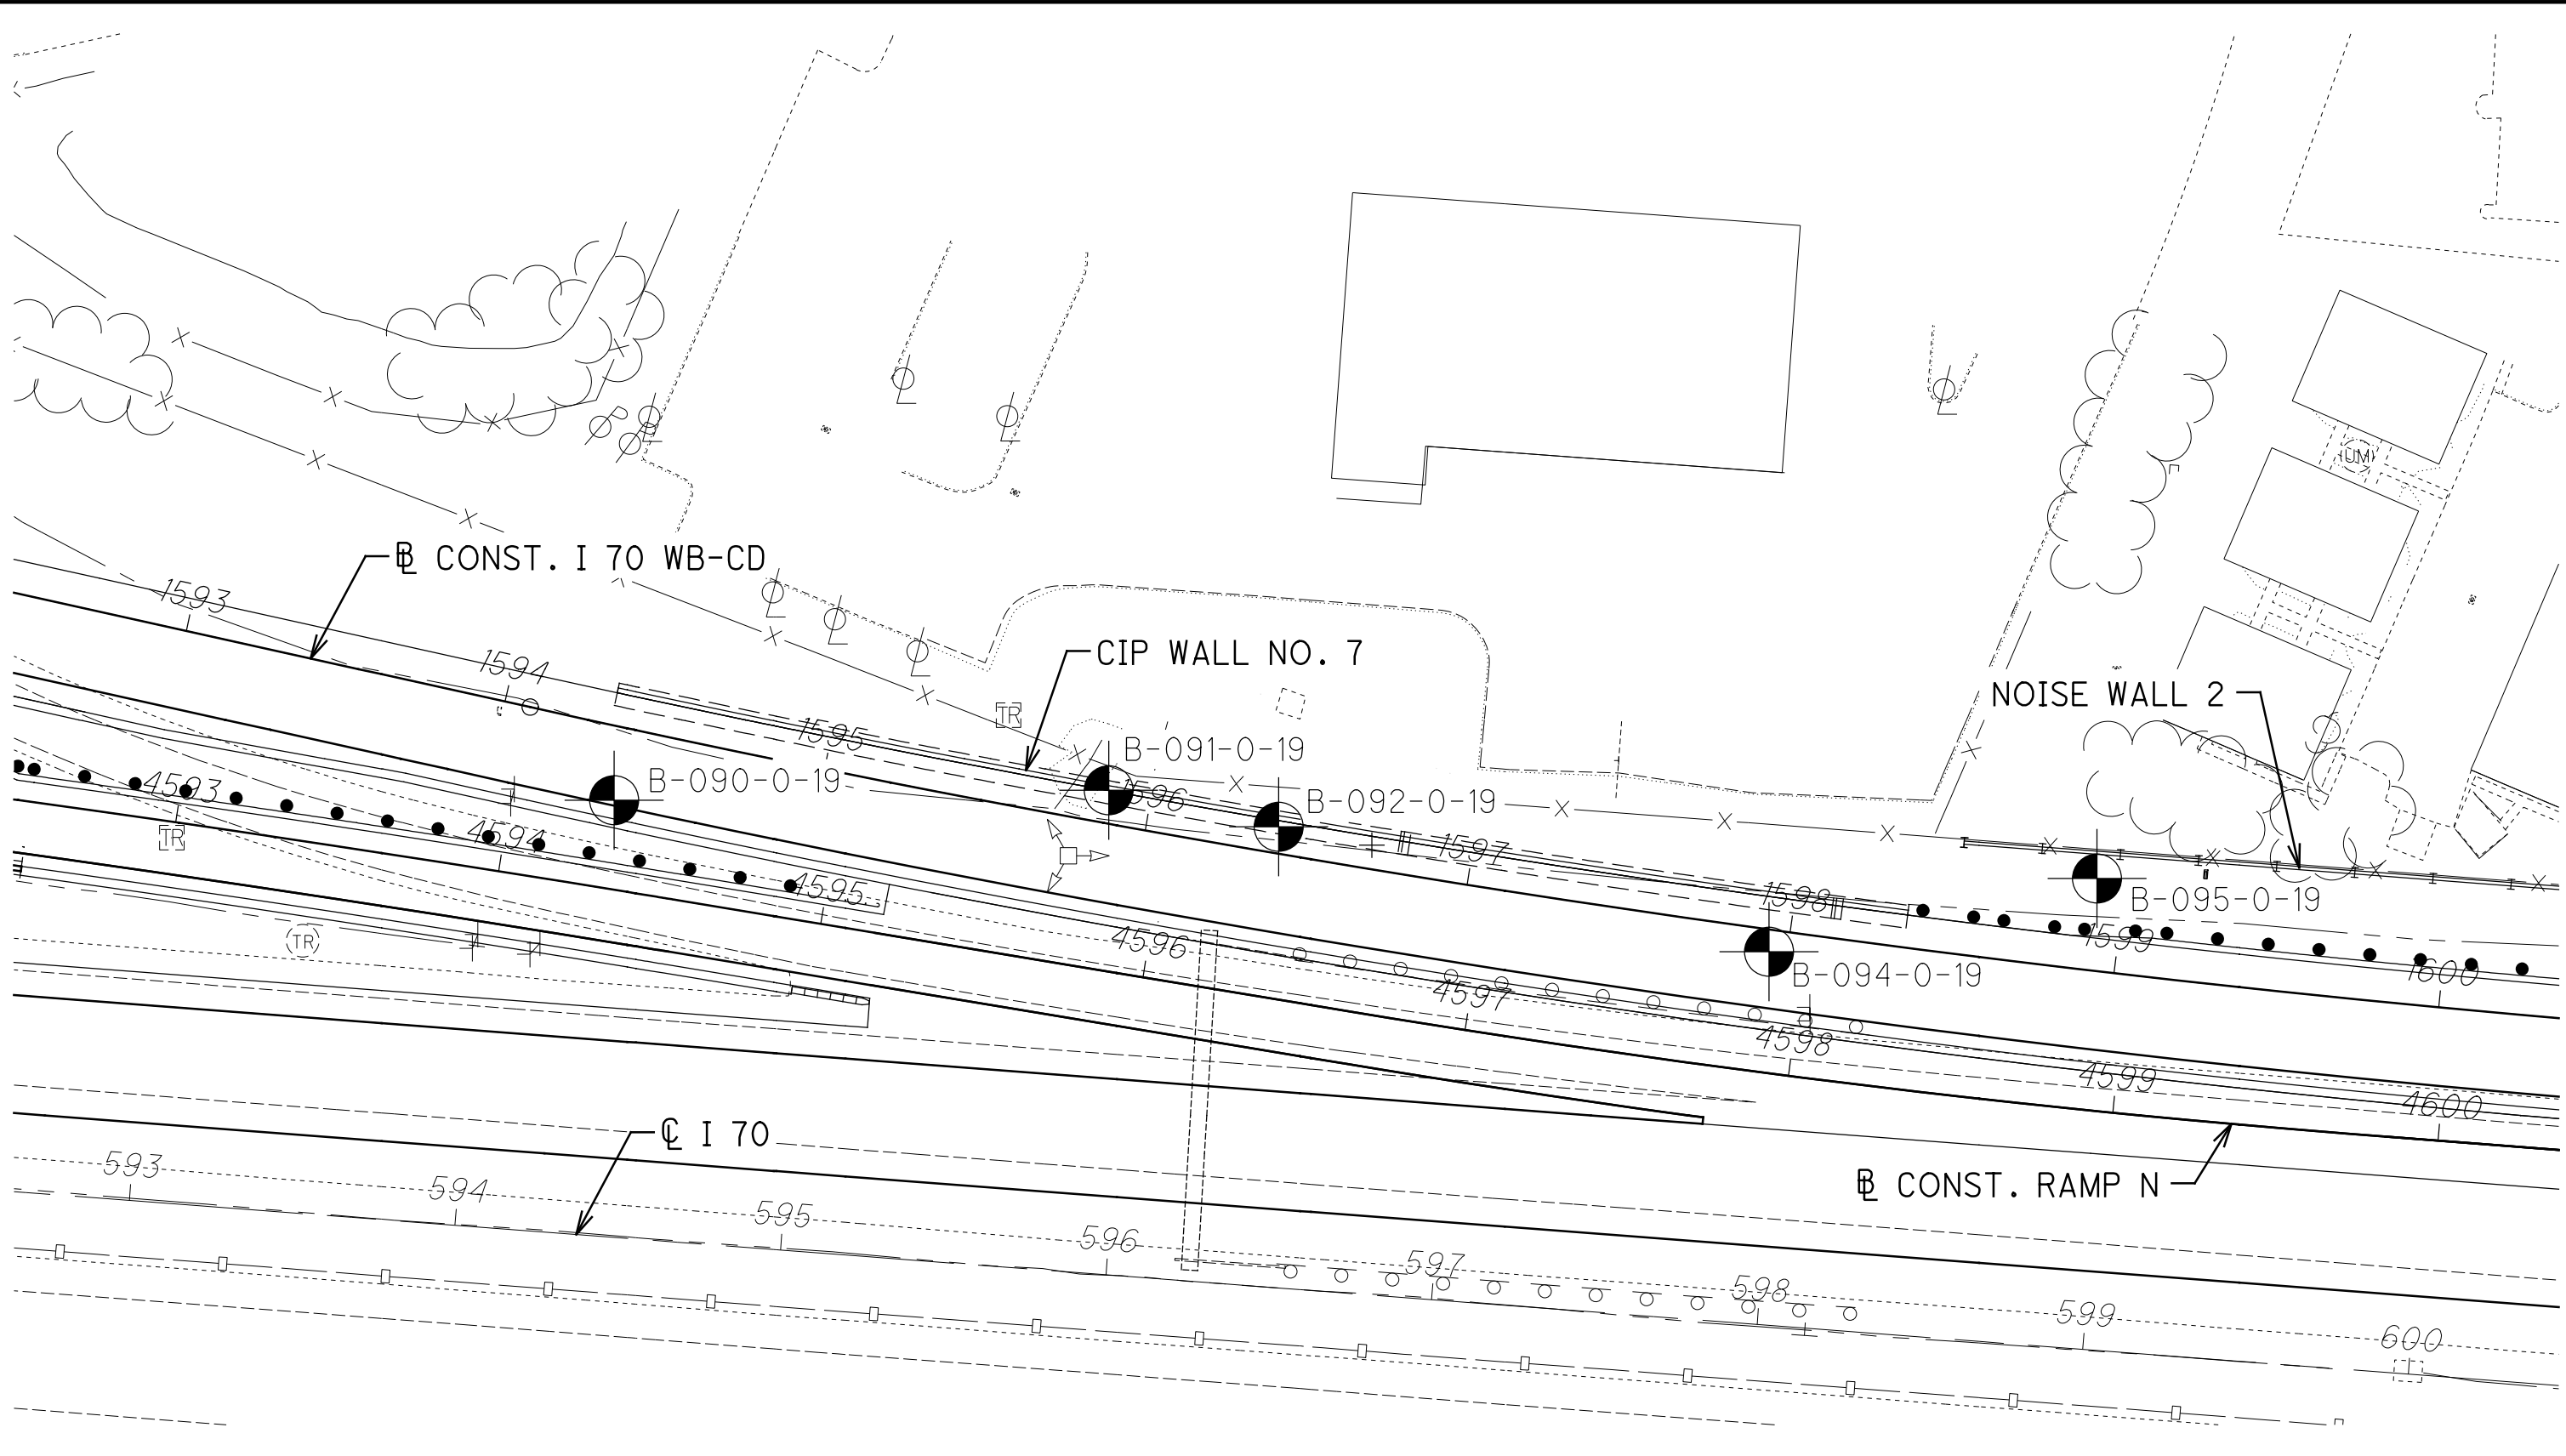 UM
℄ CONST. I 70 WB-CD
1593
1594
CIP WALL NO. 7
NOISE WALL 2
TR
1595
B-091-0-19
B-090-0-19
4593
1596
B-092-0-19
TR
4594
1597
4595
1598
B-095-0-19
TR
4596
1599
B-094-0-19
1600
4597
4598
4599
4600
℄ I 70
593
594
℄ CONST. RAMP N
595
596
597
598
599
600